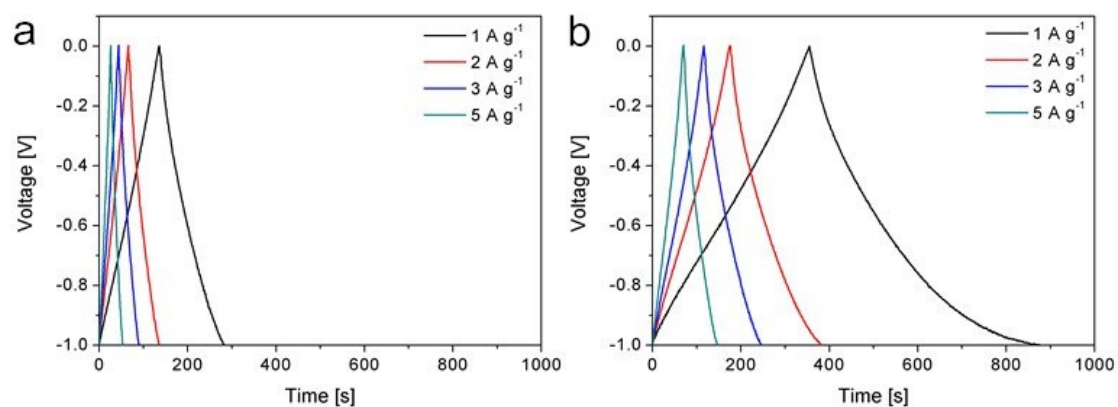 a
1 A g⁻¹
2 A g⁻¹
3 A g⁻¹
5 A g⁻¹
0.0
-0.2
-0.4
-0.6
-0.8
-1.0
Voltage [V]
0 200 400 600 800 1000
Time [s]
b
1 A g⁻¹
2 A g⁻¹
3 A g⁻¹
5 A g⁻¹
0.0
-0.2
-0.4
-0.6
-0.8
-1.0
Voltage [V]
0 200 400 600 800 1000
Time [s]